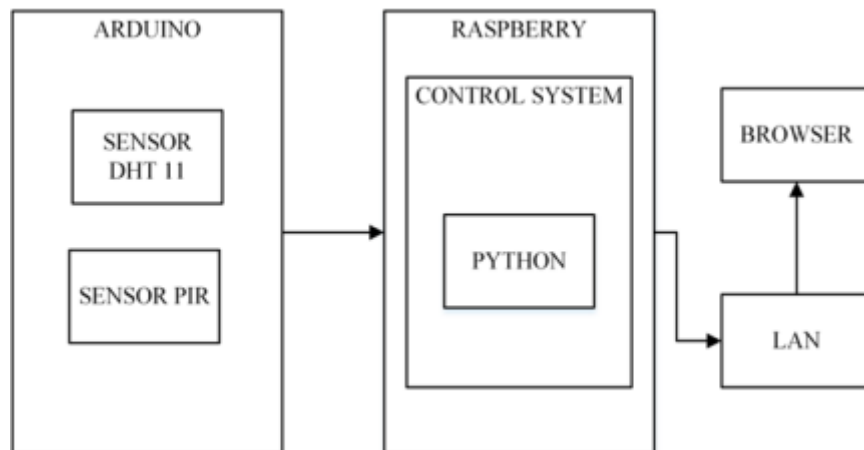 ARDUINO
SENSOR
DHT 11
SENSOR PIR
RASPBERRY
CONTROL SYSTEM
PYTHON
BROWSER
LAN